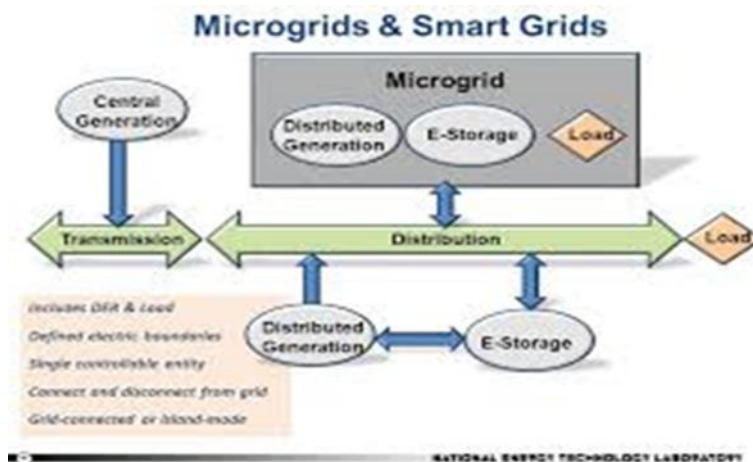 Microgrids & Smart Grids
Microgrid
Central
Generation
Distributed
Generation
E-Storage
Load
Transmission
Distribution
Load
Includes DER & Load
Defined electric boundaries
Single controllable entity
Connect and disconnect from grid
Grid-connected or island-mode
Distributed
Generation
E-Storage
NATIONAL ENERGY TECHNOLOGY LABORATORY